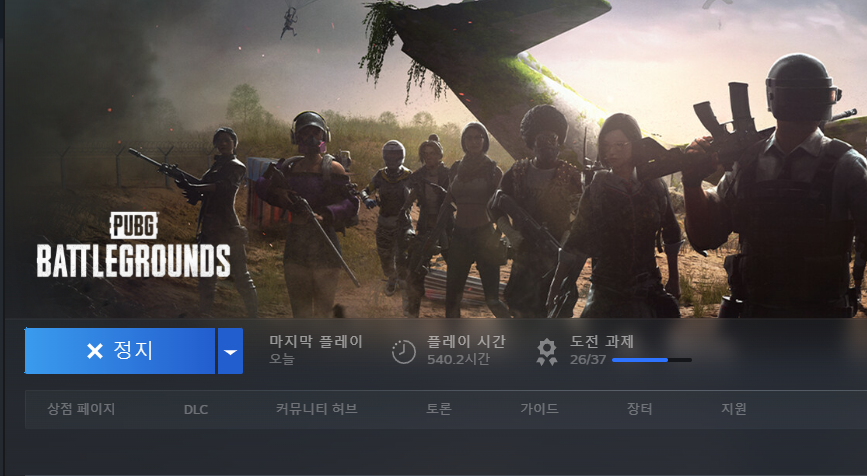 PUBG
BATTLEGROUNDS
정지
마지막 플레이
오늘
플레이 시간
540.2시간
도전 과제
26/37
상점 페이지 DLC 커뮤니티 허브 토론 가이드 장터 지원